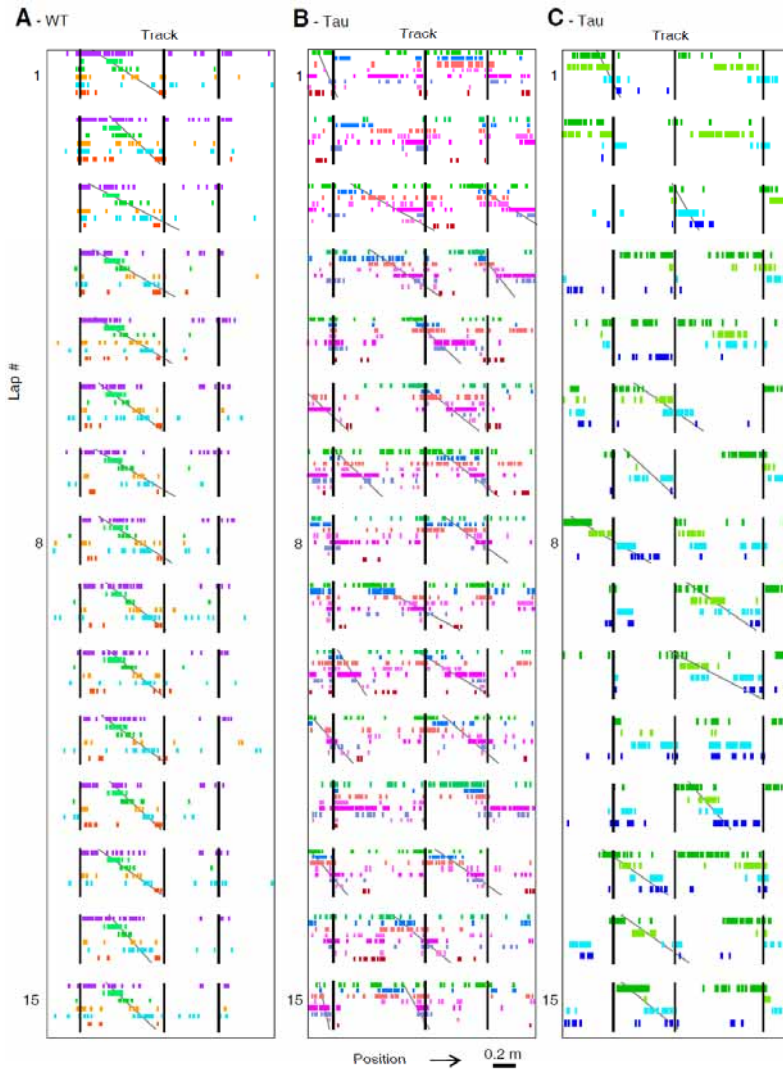 A - WT
Track
B - Tau
Track
C - Tau
Track
1
1
1
Lap #
8
8
8
15
15
15
Position → 0.2 m